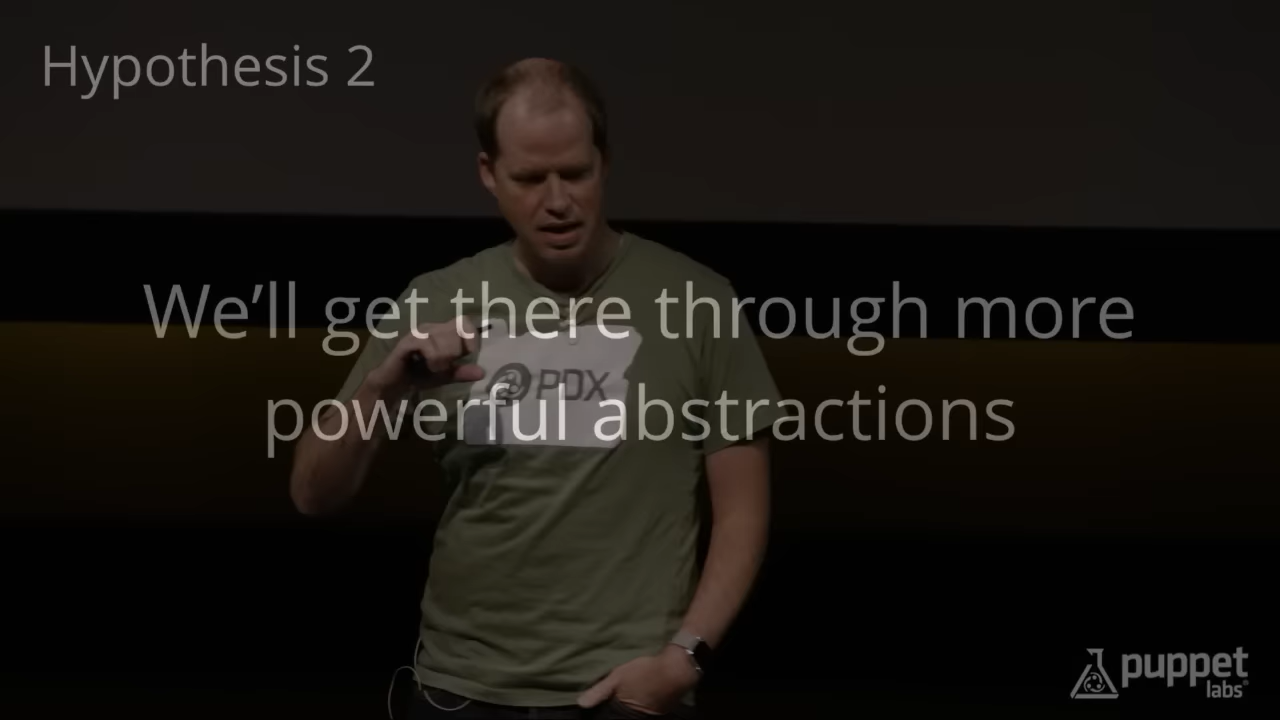 Hypothesis 2
We’ll get there through more
powerful abstractions
PDX
puppet
labs